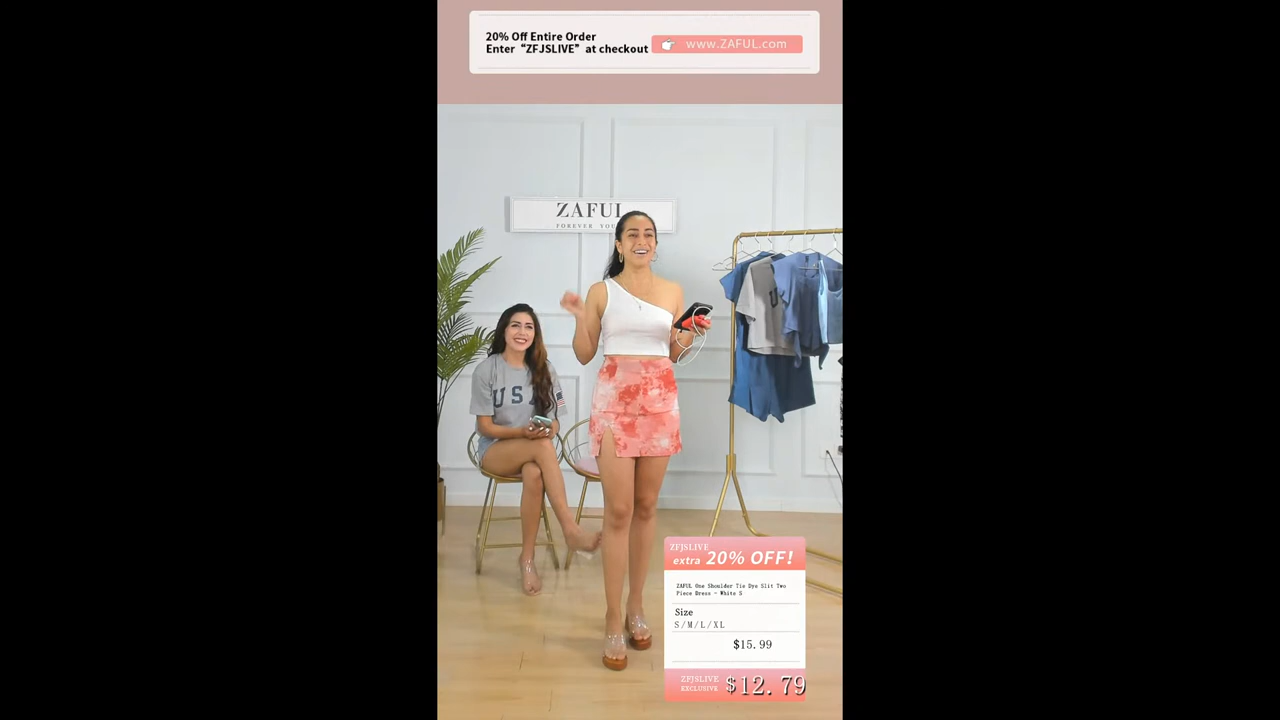 20% Off Entire Order
Enter “ZFJSLIVE” at checkout
www.ZAFUL.com
ZAFUL
FOREVER YOU
USA
ZFJSLIVE
extra 20% OFF!
ZAFUL One Shoulder Tie Dye Slit Two
Piece Dress - White S
Size
S/M/L/XL
$15.99
ZFJSLIVE
EXCLUSIVE
$12.79